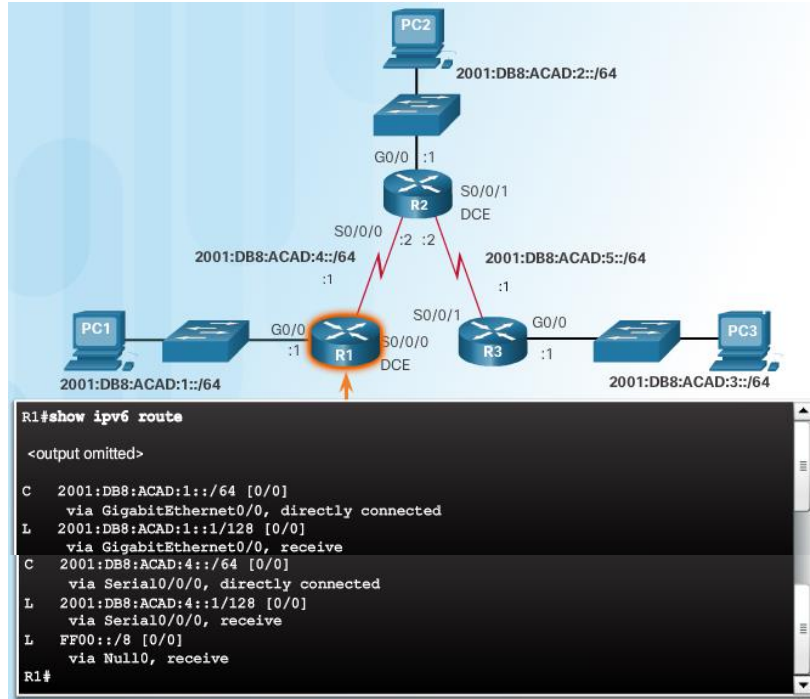 PC2
2001:DB8:ACAD:2::/64
G0/0 :1
R2
S0/0/1
DCE
S0/0/0
:2 :2
2001:DB8:ACAD:4::/64
2001:DB8:ACAD:5::/64
:1
:1
PC1
G0/0
:1
R1
S0/0/0
DCE
S0/0/1
R3
G0/0
:1
PC3
2001:DB8:ACAD:1::/64
2001:DB8:ACAD:3::/64
R1#show ipv6 route
<output omitted>
C 2001:DB8:ACAD:1::/64 [0/0]
via GigabitEthernet0/0, directly connected
L 2001:DB8:ACAD:1::1/128 [0/0]
via GigabitEthernet0/0, receive
C 2001:DB8:ACAD:4::/64 [0/0]
via Serial0/0/0, directly connected
L 2001:DB8:ACAD:4::1/128 [0/0]
via Serial0/0/0, receive
L FF00::/8 [0/0]
via Null0, receive
R1#